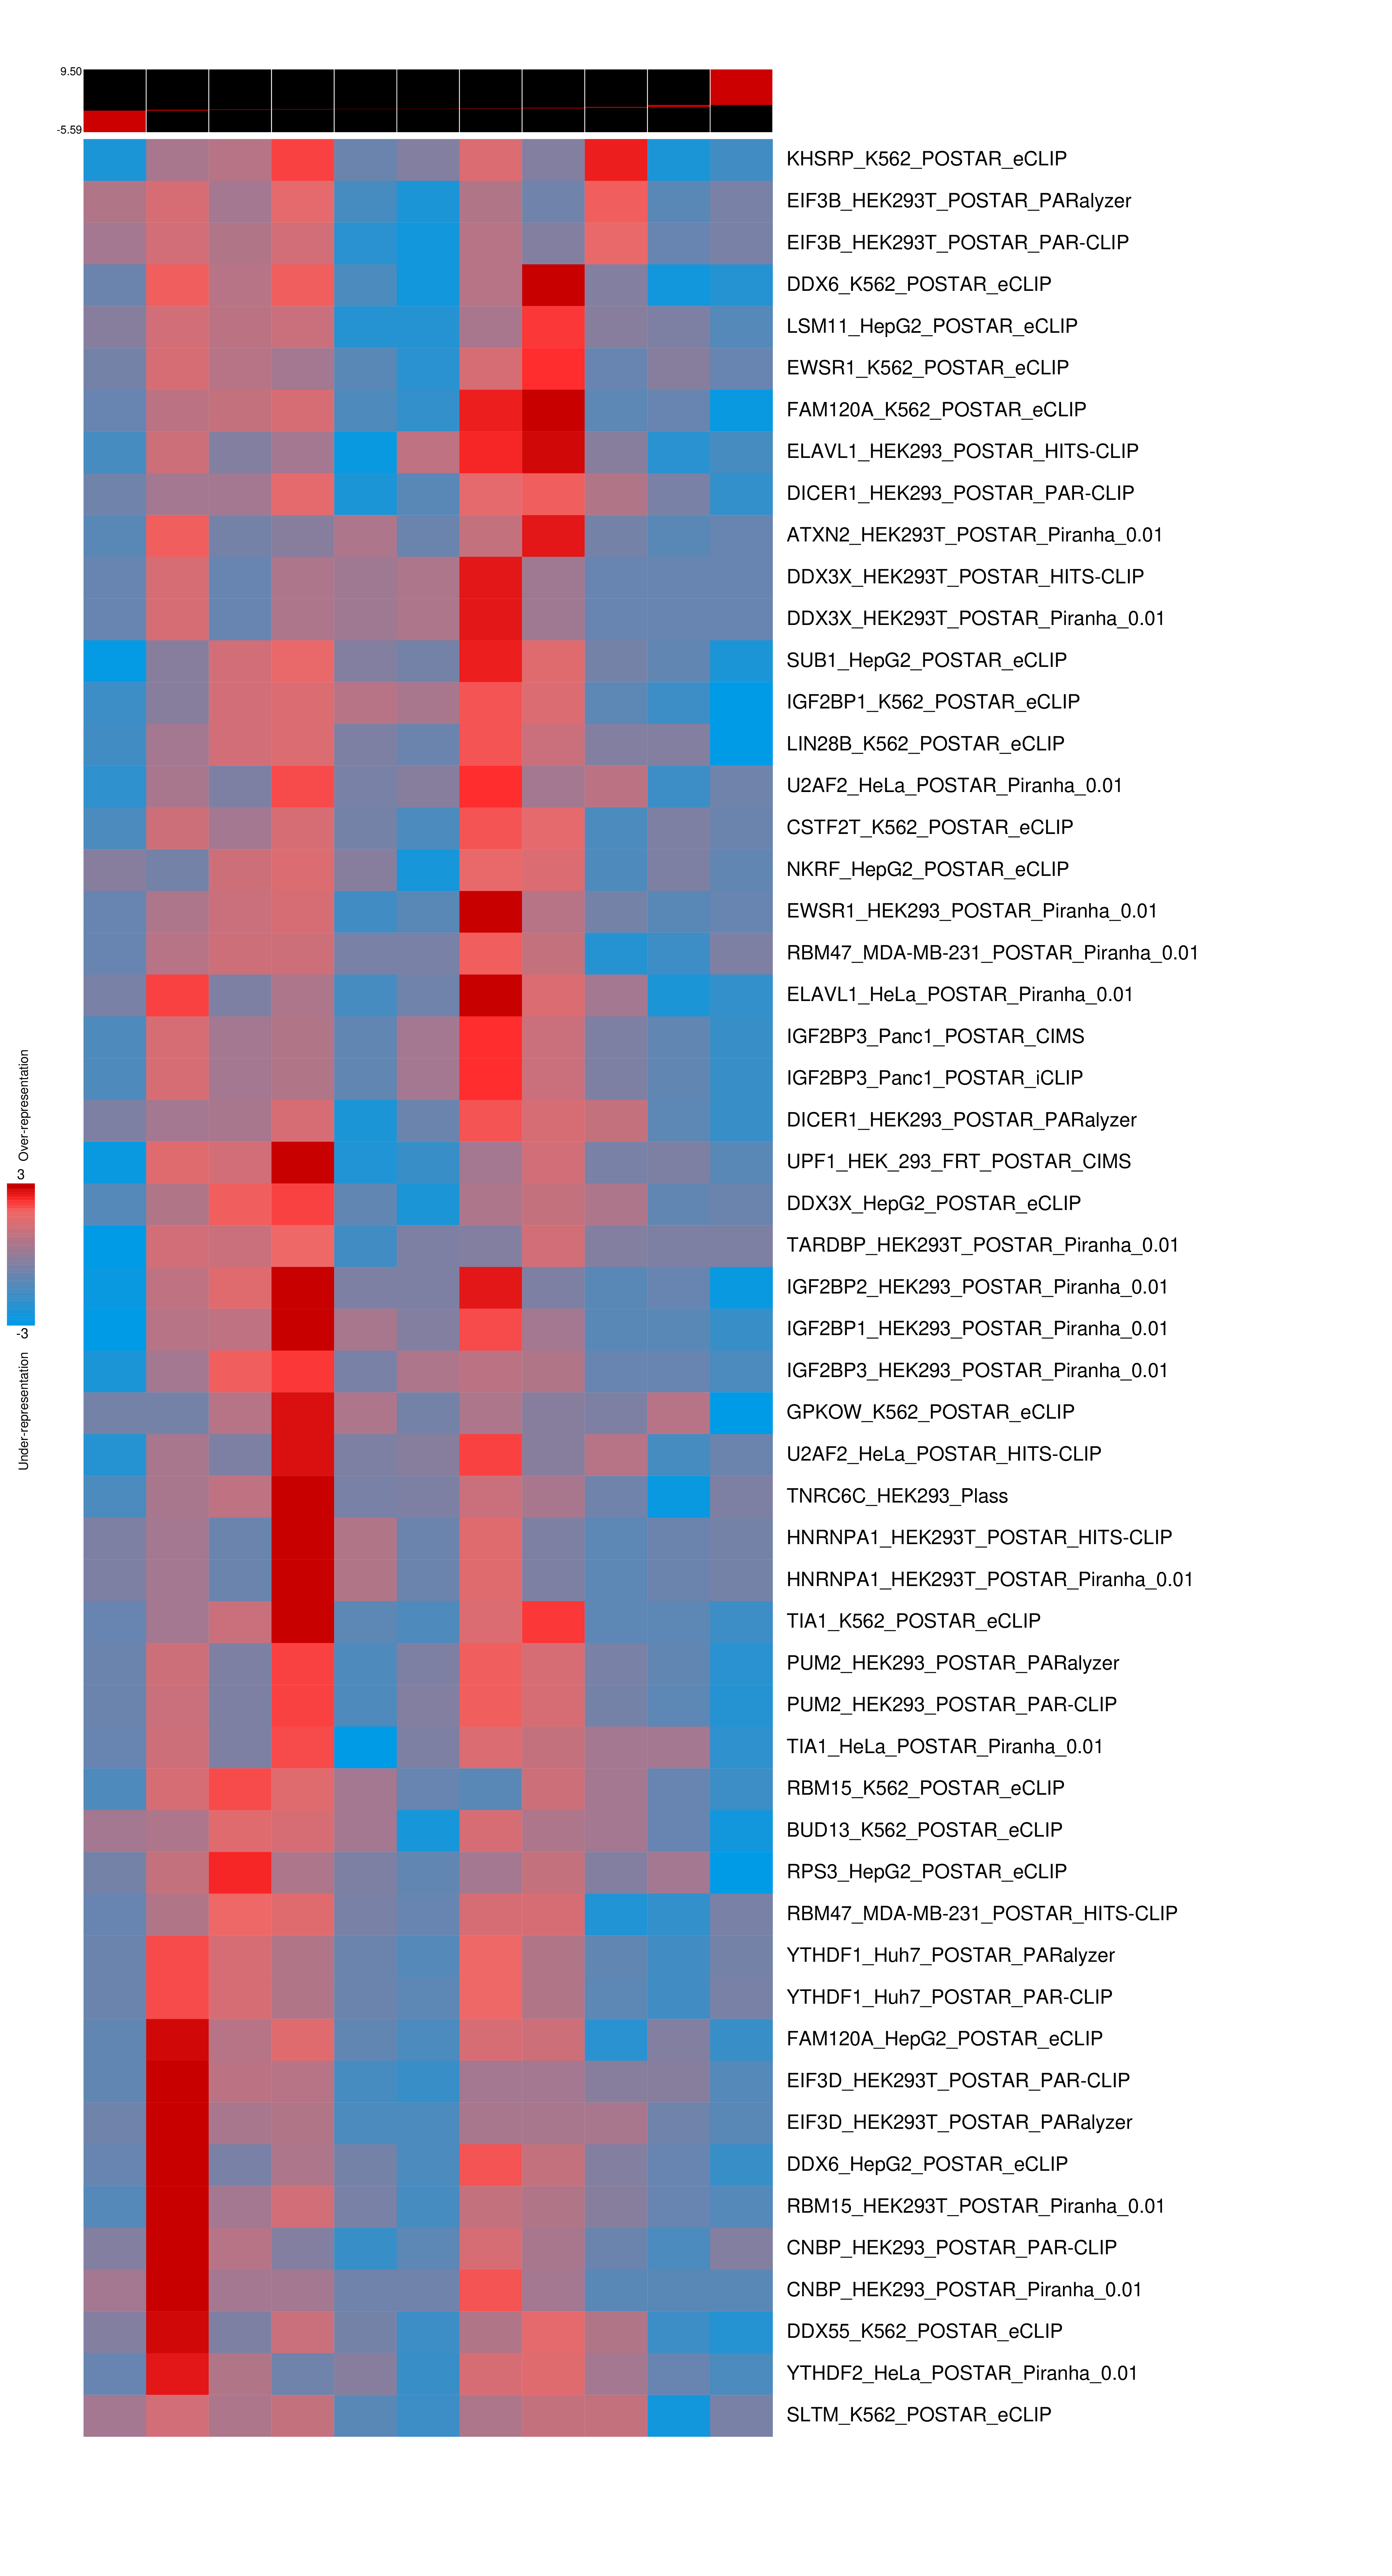 9.50
-5.59
KHSRP_K562_POSTAR_eCLIP
EIF3B_HEK293T_POSTAR_PARalyzer
EIF3B_HEK293T_POSTAR_PAR-CLIP
DDX6_K562_POSTAR_eCLIP
LSM11_HepG2_POSTAR_eCLIP
EWSR1_K562_POSTAR_eCLIP
FAM120A_K562_POSTAR_eCLIP
ELAVL1_HEK293_POSTAR_HITS-CLIP
DICER1_HEK293_POSTAR_PAR-CLIP
ATXN2_HEK293T_POSTAR_Piranha_0.01
DDX3X_HEK293T_POSTAR_HITS-CLIP
DDX3X_HEK293T_POSTAR_Piranha_0.01
SUB1_HepG2_POSTAR_eCLIP
IGF2BP1_K562_POSTAR_eCLIP
LIN28B_K562_POSTAR_eCLIP
U2AF2_HeLa_POSTAR_Piranha_0.01
CSTF2T_K562_POSTAR_eCLIP
NKRF_HepG2_POSTAR_eCLIP
EWSR1_HEK293_POSTAR_Piranha_0.01
RBM47_MDA-MB-231_POSTAR_Piranha_0.01
ELAVL1_HeLa_POSTAR_Piranha_0.01
IGF2BP3_Panc1_POSTAR_CIMS
IGF2BP3_Panc1_POSTAR_iCLIP
DICER1_HEK293_POSTAR_PARalyzer
UPF1_HEK_293_FRT_POSTAR_CIMS
DDX3X_HepG2_POSTAR_eCLIP
TARDBP_HEK293T_POSTAR_Piranha_0.01
IGF2BP2_HEK293_POSTAR_Piranha_0.01
IGF2BP1_HEK293_POSTAR_Piranha_0.01
IGF2BP3_HEK293_POSTAR_Piranha_0.01
GPKOW_K562_POSTAR_eCLIP
U2AF2_HeLa_POSTAR_HITS-CLIP
TNRC6C_HEK293_Plass
HNRNPA1_HEK293T_POSTAR_HITS-CLIP
HNRNPA1_HEK293T_POSTAR_Piranha_0.01
TIA1_K562_POSTAR_eCLIP
PUM2_HEK293_POSTAR_PARalyzer
PUM2_HEK293_POSTAR_PAR-CLIP
TIA1_HeLa_POSTAR_Piranha_0.01
RBM15_K562_POSTAR_eCLIP
BUD13_K562_POSTAR_eCLIP
RPS3_HepG2_POSTAR_eCLIP
RBM47_MDA-MB-231_POSTAR_HITS-CLIP
YTHDF1_Huh7_POSTAR_PARalyzer
YTHDF1_Huh7_POSTAR_PAR-CLIP
FAM120A_HepG2_POSTAR_eCLIP
EIF3D_HEK293T_POSTAR_PAR-CLIP
EIF3D_HEK293T_POSTAR_PARalyzer
DDX6_HepG2_POSTAR_eCLIP
RBM15_HEK293T_POSTAR_Piranha_0.01
CNBP_HEK293_POSTAR_PAR-CLIP
CNBP_HEK293_POSTAR_Piranha_0.01
DDX55_K562_POSTAR_eCLIP
YTHDF2_HeLa_POSTAR_Piranha_0.01
SLTM_K562_POSTAR_eCLIP
Over-representation
3
-3
Under-representation